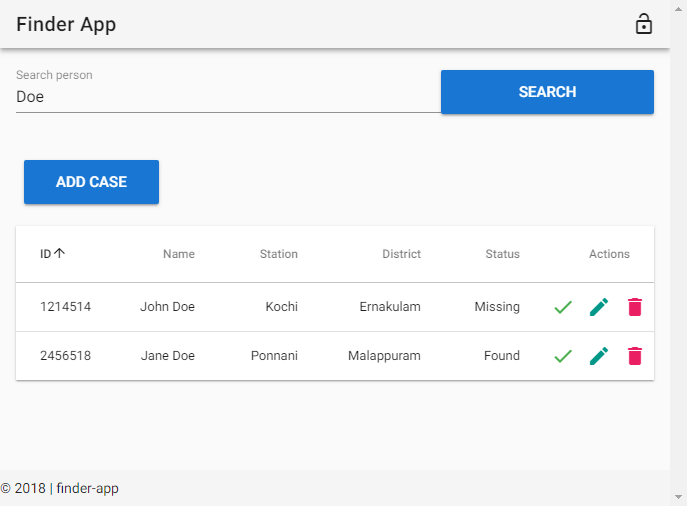 Finder App
Search person
Doe
SEARCH
ADD CASE
ID Name Station District Status Actions
1214514 John Doe Kochi Ernakulam Missing
2456518 Jane Doe Ponnani Malappuram Found
© 2018 | finder-app